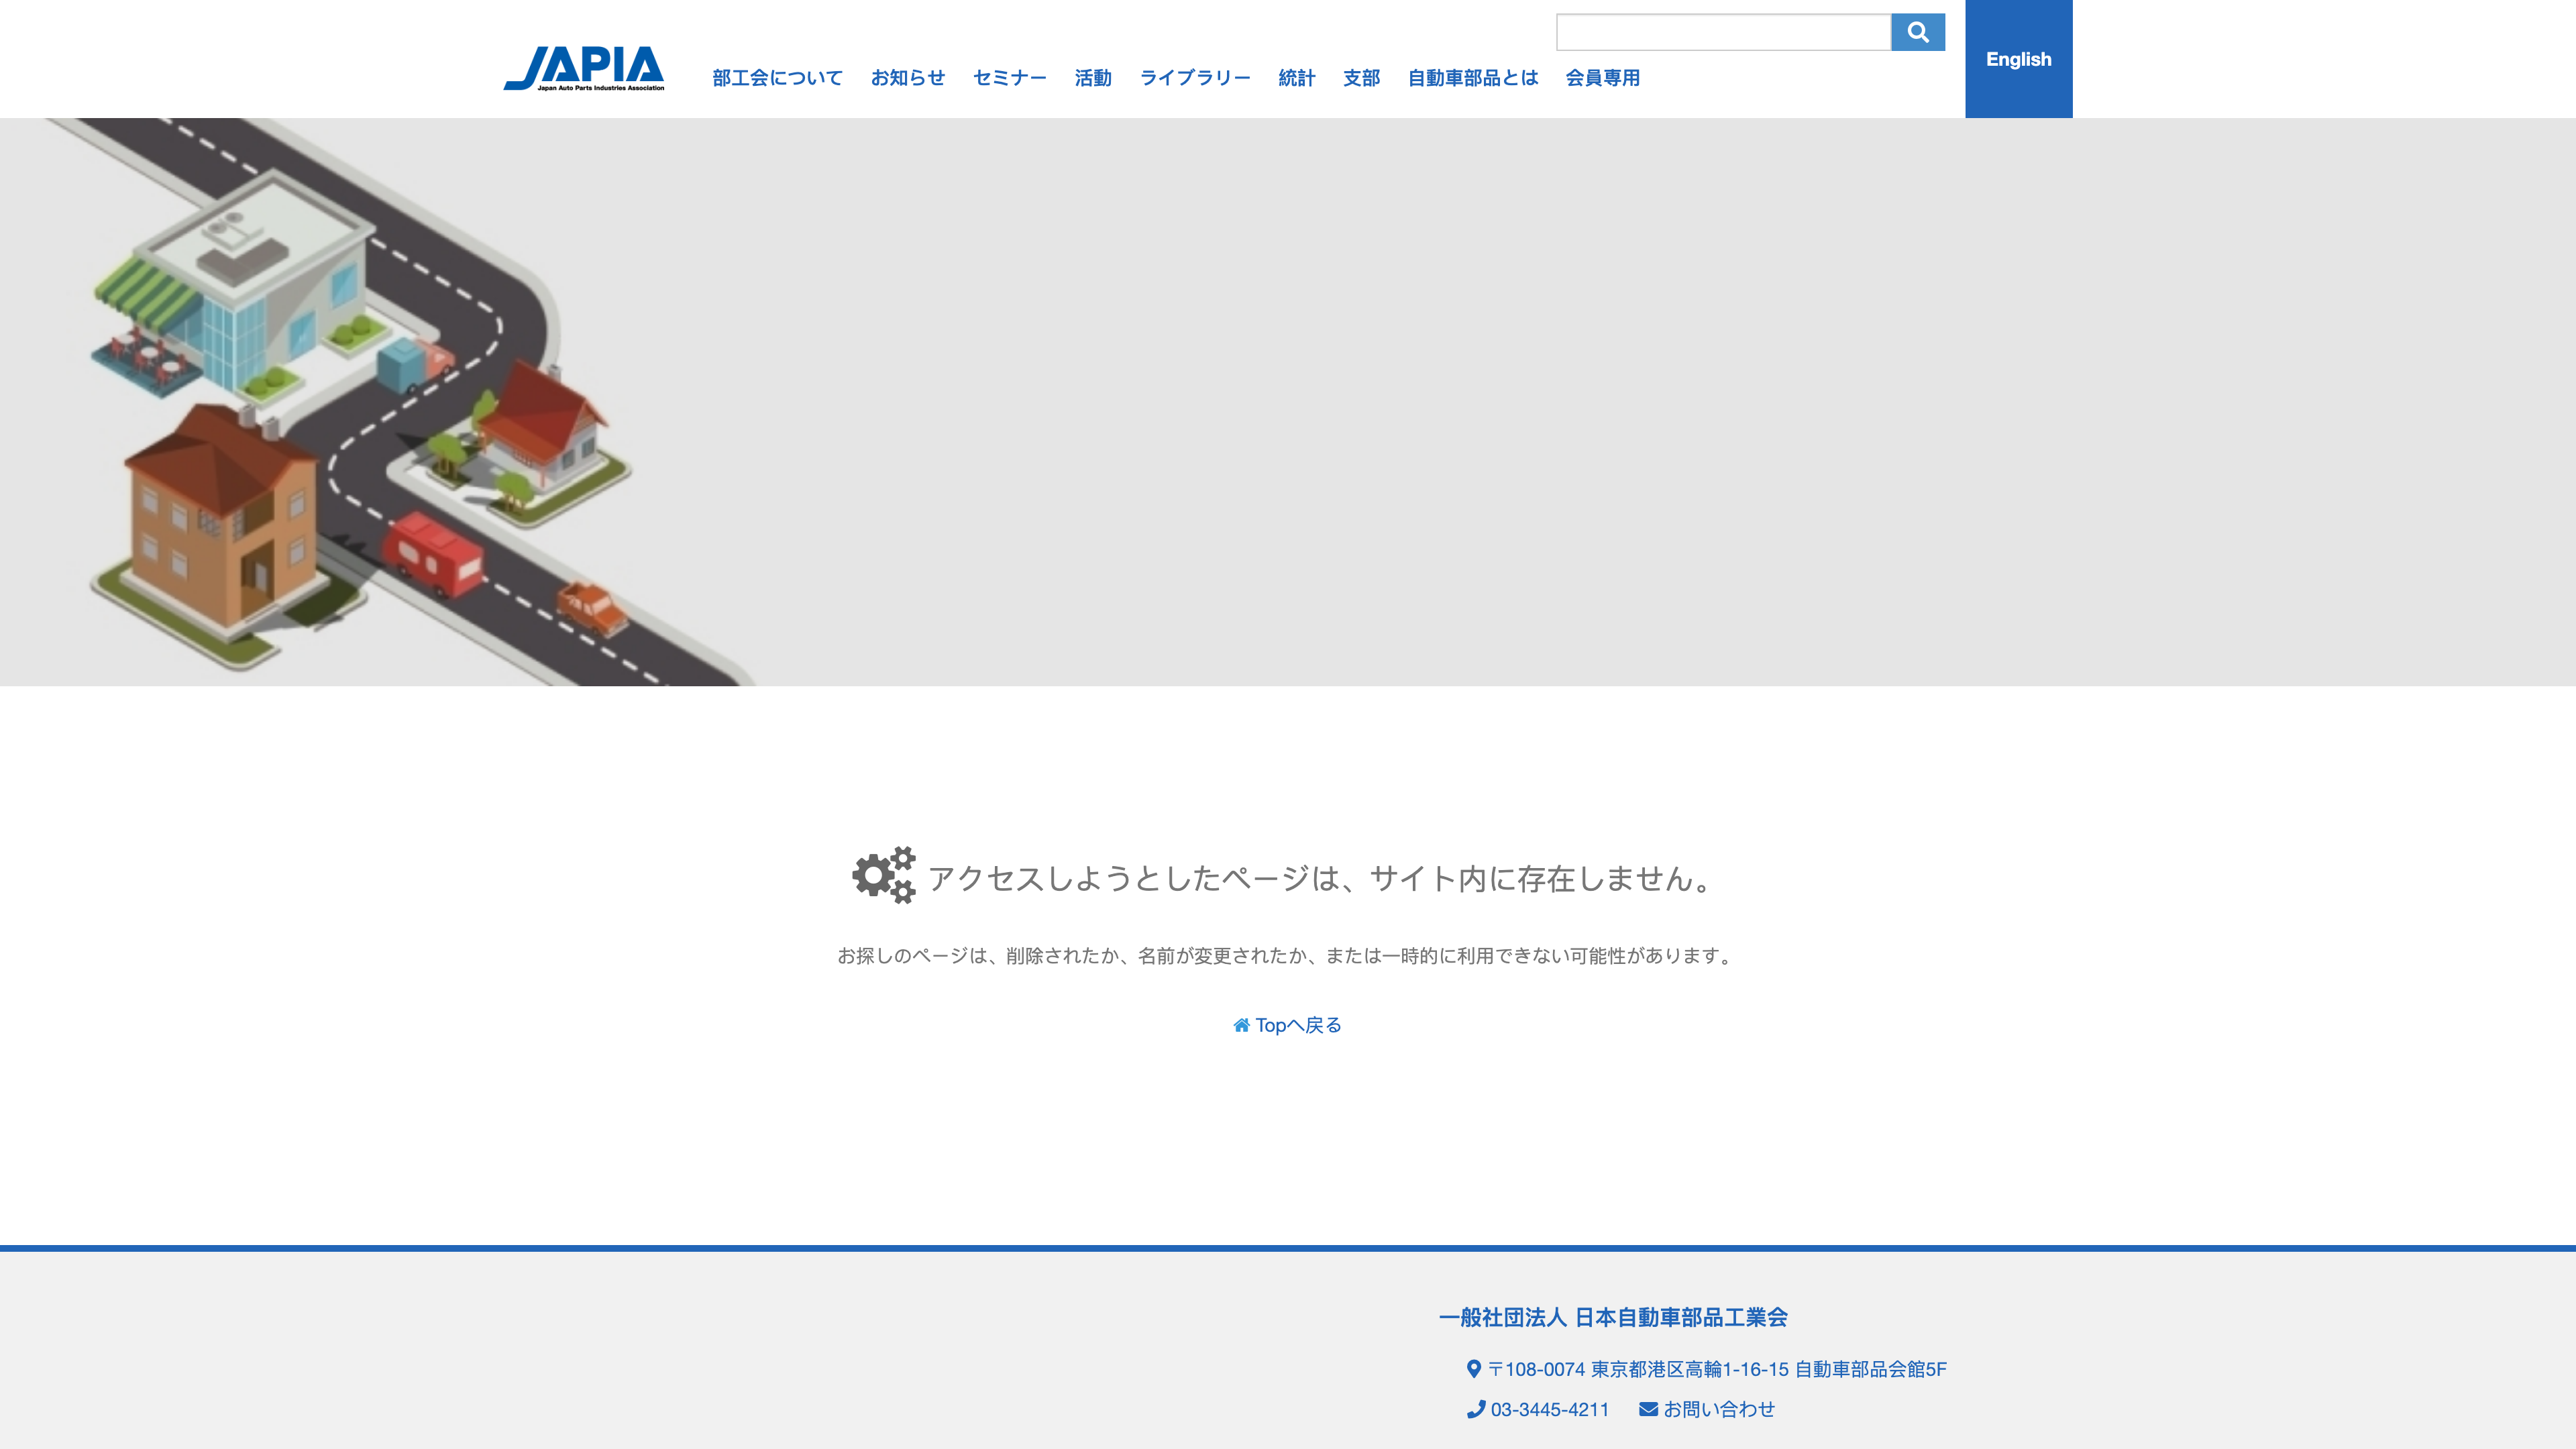 JAPIA
Japan Auto Parts Industries Association
部工会について お知らせ セミナー 活動 ライブラリー 統計 支部 自動車部品とは 会員専用
English
アクセスしようとしたページは、サイト内に存在しません。
お探しのページは、削除されたか、名前が変更されたか、または一時的に利用できない可能性があります。
Topへ戻る
一般社団法人 日本自動車部品工業会
〒108-0074 東京都港区高輪1-16-15 自動車部品会館5F
03-3445-4211 お問い合わせ